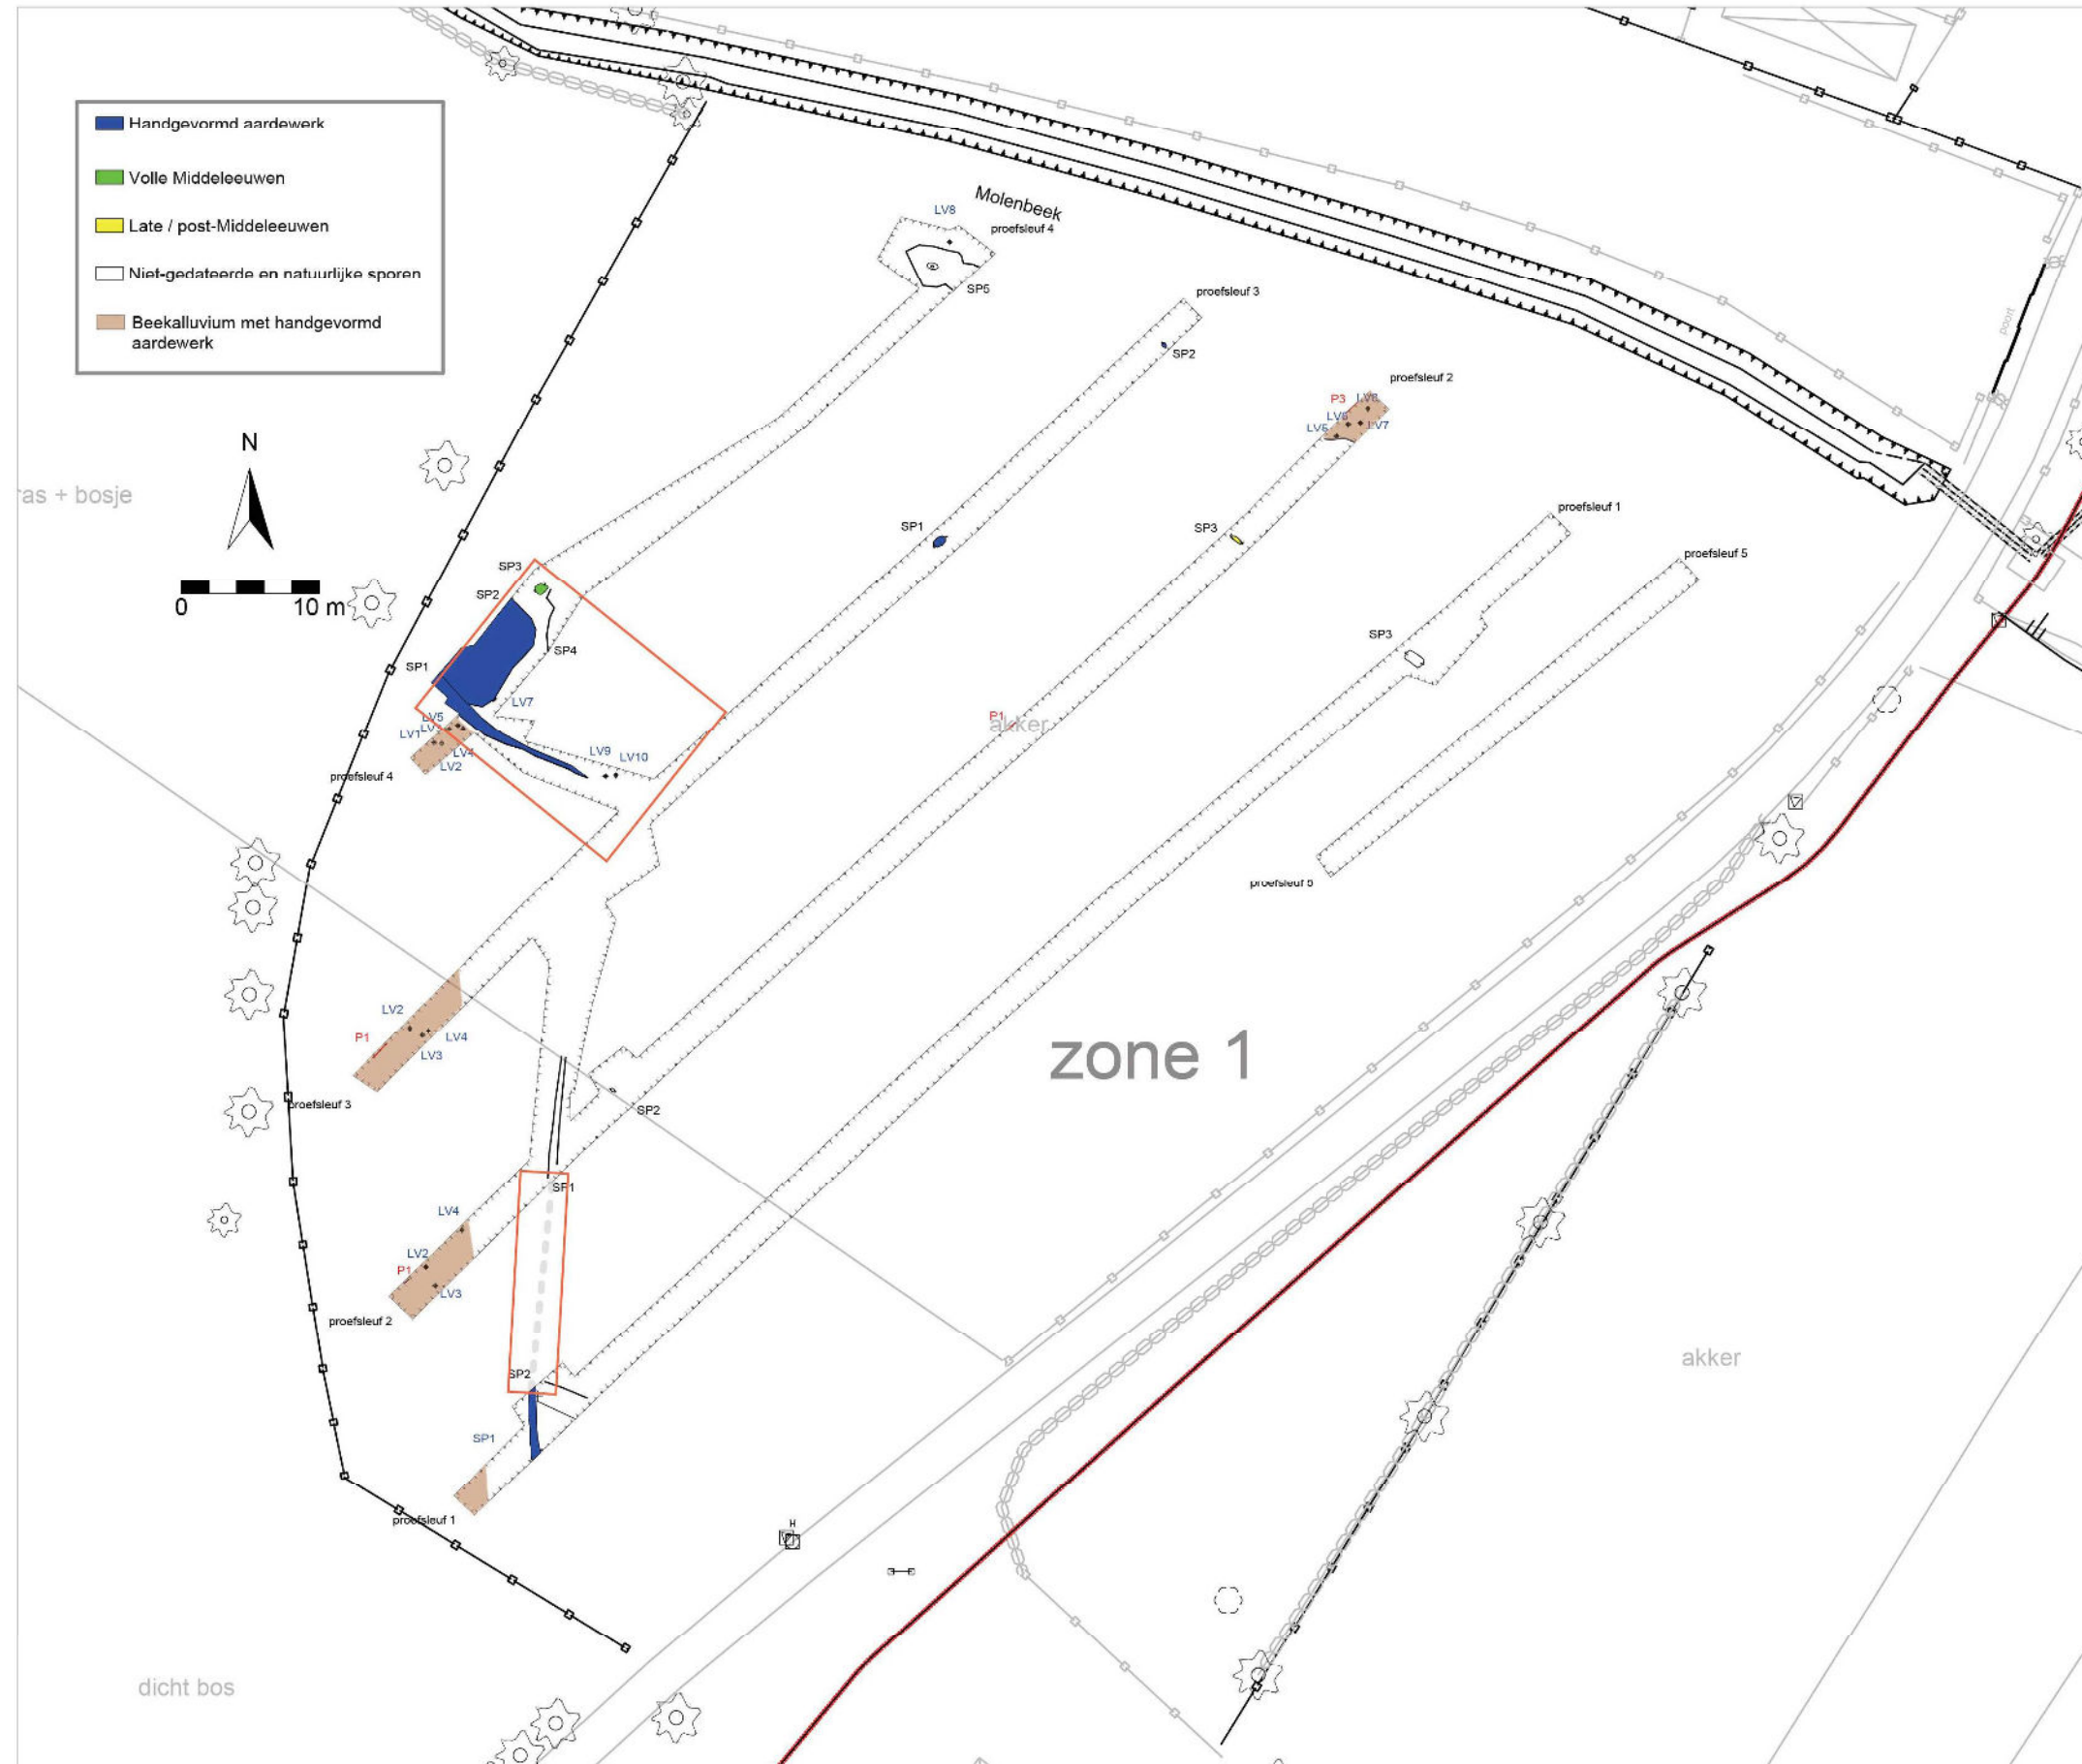 Handgevormd aardewerk
Volle Middeleeuwen
Late / post-Middeleeuwen
Niet-gedateerde en natuurlijke sporen
Beekalluvium met handgevormd
aardewerk
N
0 10 m
Molenbeek
LV8
proefsleuf 4
SP5
proefsleuf 3
SP2
proefsleuf 2
P3 LV8
LV6
LV5 LV7
as + bosje
poort
SP1
SP3
proefsleuf 1
proefsleuf 5
SP3
SP2
SP4
SP1
SP3
LV7
LV5
LV1
LV4
LV2
LV9
LV10
P1
akker
proefsleuf 4
proefsleuf 5
LV2
P1
LV4
LV3
zone 1
proefsleuf 3
SP2
SP1
LV4
LV2
P1
LV3
proefsleuf 2
SP2
akker
SP1
proefsleuf 1
H
dicht bos